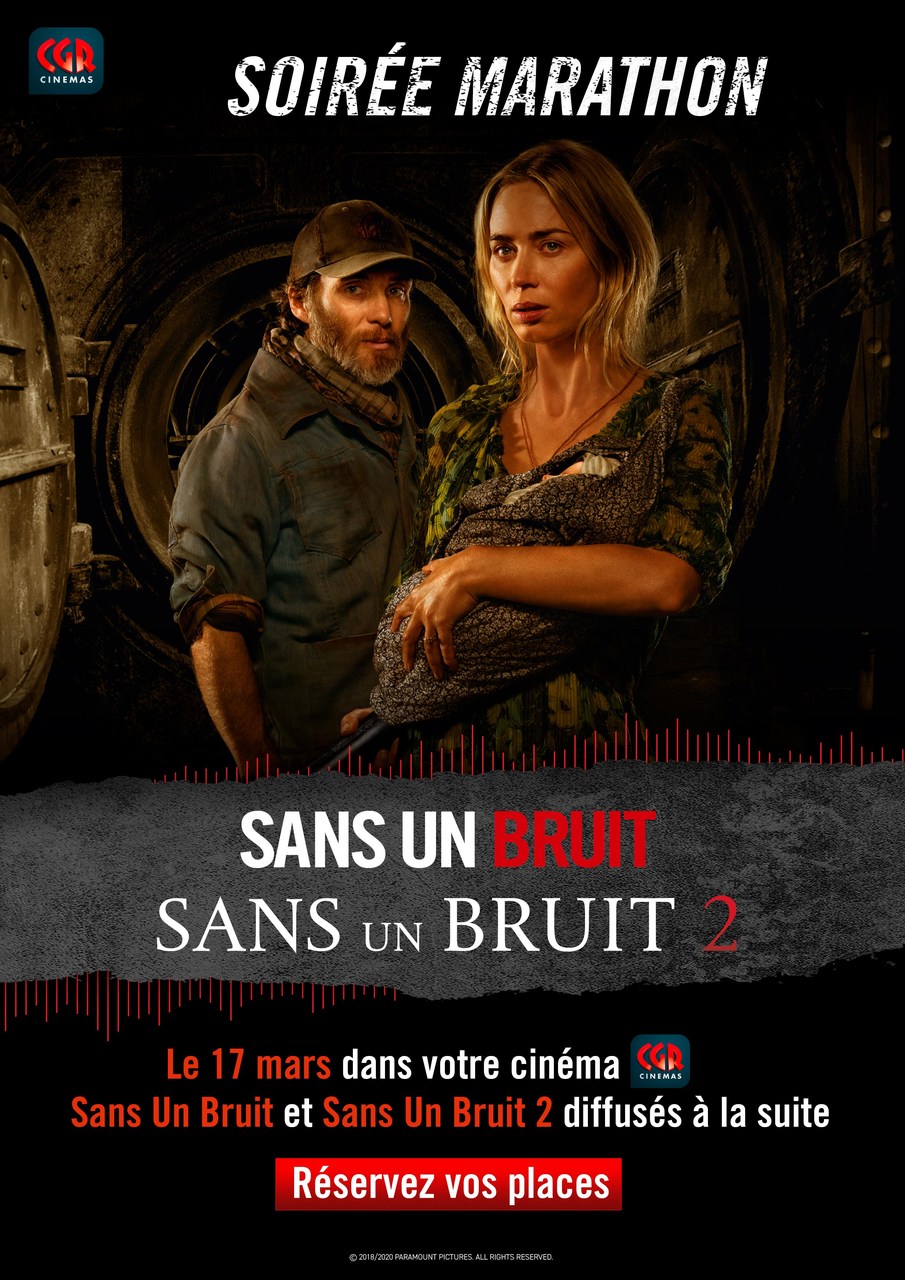 CGR
CINEMAS
SOIRÉE MARATHON
SANS UN BRUIT
SANS UN BRUIT 2
Le 17 mars dans votre cinéma CGR CINEMAS
Sans Un Bruit et Sans Un Bruit 2 diffusés à la suite
Réservez vos places
© 2018/2020 PARAMOUNT PICTURES. ALL RIGHTS RESERVED.